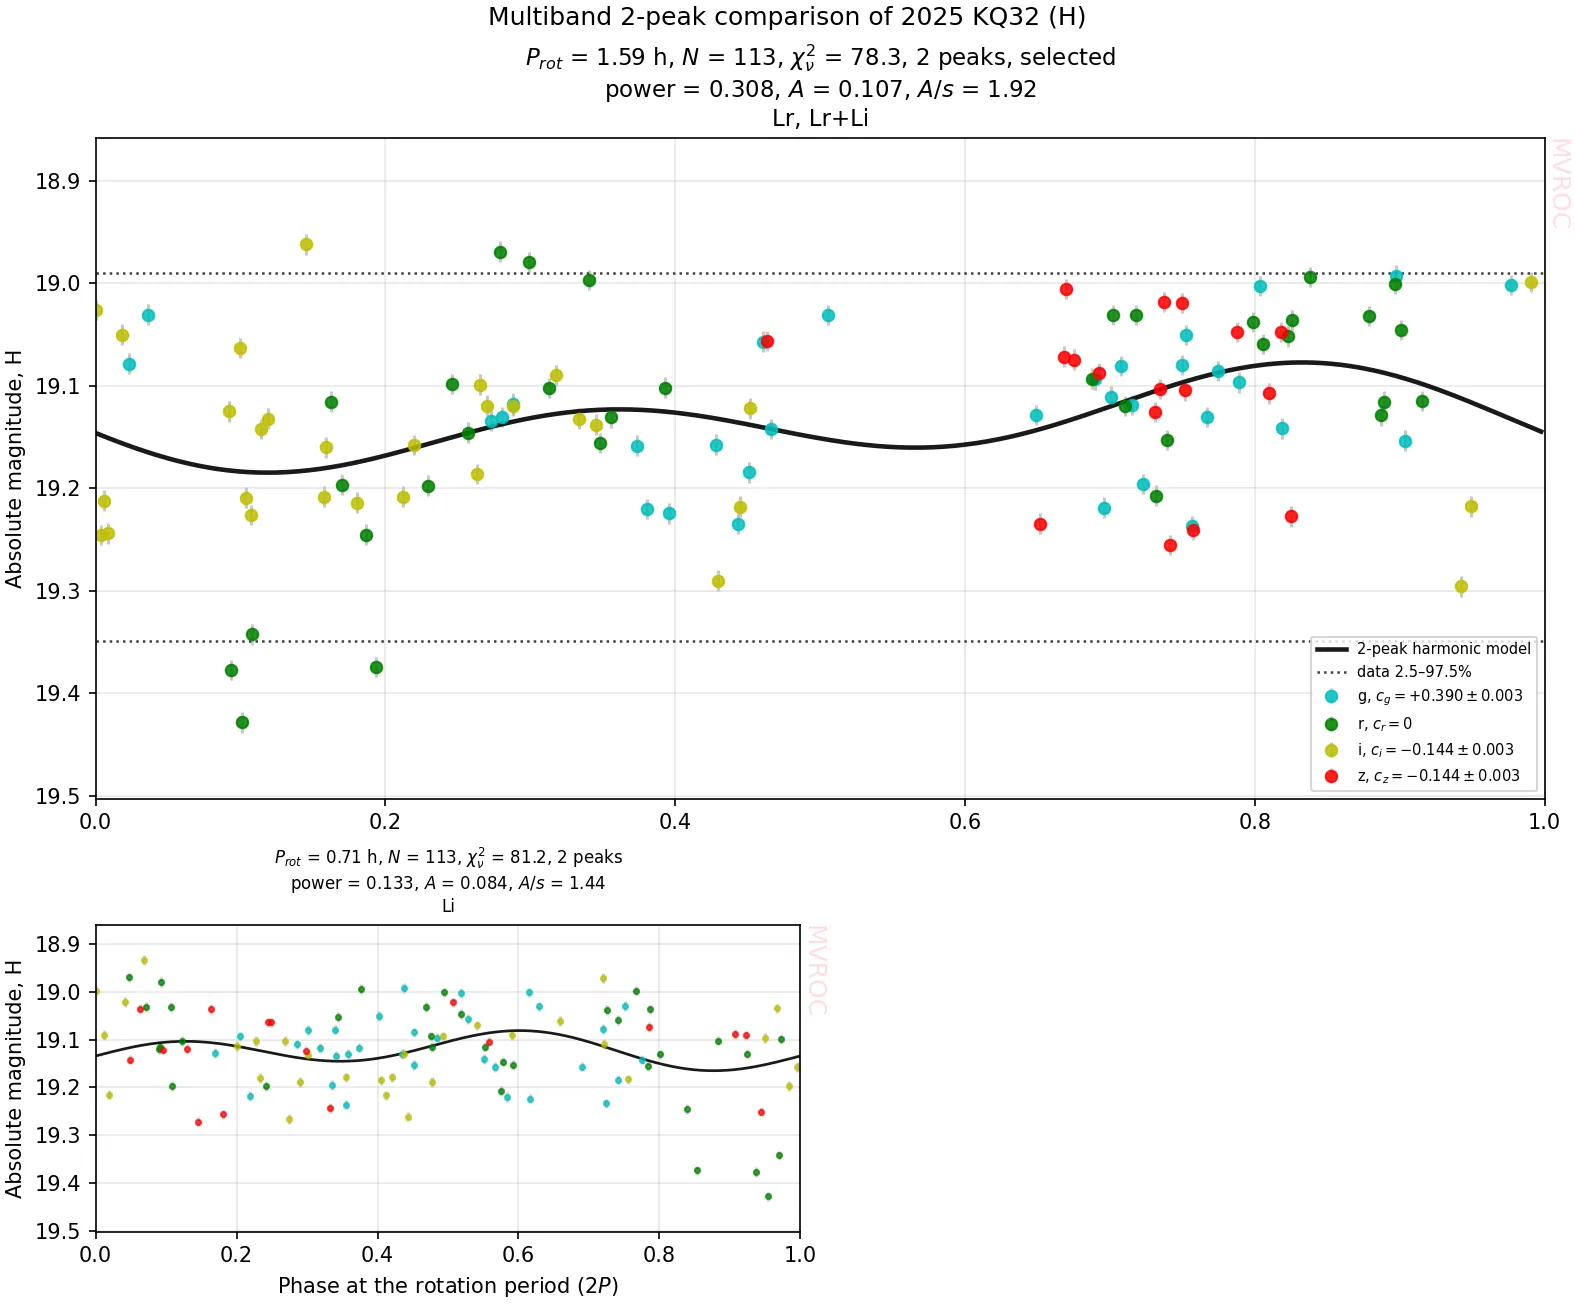 Multiband 2-peak comparison of 2025 KQ32 (H)
P_rot = 1.59 h, N = 113, χ²_ν = 78.3, 2 peaks, selected
power = 0.308, A = 0.107, A/s = 1.92
Lr, Lr+Li
MVROC
Absolute magnitude, H
18.9
19.0
19.1
19.2
19.3
19.4
19.5
2-peak harmonic model
data 2.5–97.5%
g, c_g = +0.390 ± 0.003
r, c_r = 0
i, c_i = −0.144 ± 0.003
z, c_z = −0.144 ± 0.003
0.0 0.2 0.4 0.6 0.8 1.0
P_rot = 0.71 h, N = 113, χ²_ν = 81.2, 2 peaks
power = 0.133, A = 0.084, A/s = 1.44
Li
MVROC
Absolute magnitude, H
18.9
19.0
19.1
19.2
19.3
19.4
19.5
0.0 0.2 0.4 0.6 0.8 1.0
Phase at the rotation period (2P)